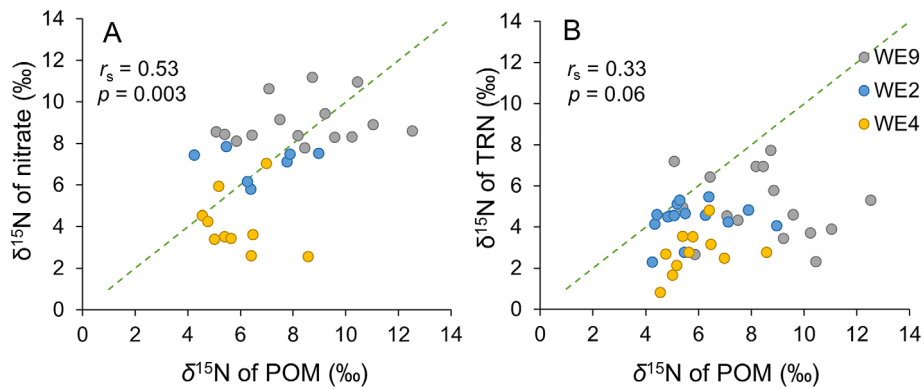 A
r_s = 0.53
p = 0.003
δ¹⁵N of nitrate (‰)
14
12
10
8
6
4
2
0
0 2 4 6 8 10 12 14
δ¹⁵N of POM (‰)
B
r_s = 0.33
p = 0.06
WE9
WE2
WE4
δ¹⁵N of TRN (‰)
14
12
10
8
6
4
2
0
0 2 4 6 8 10 12 14
δ¹⁵N of POM (‰)